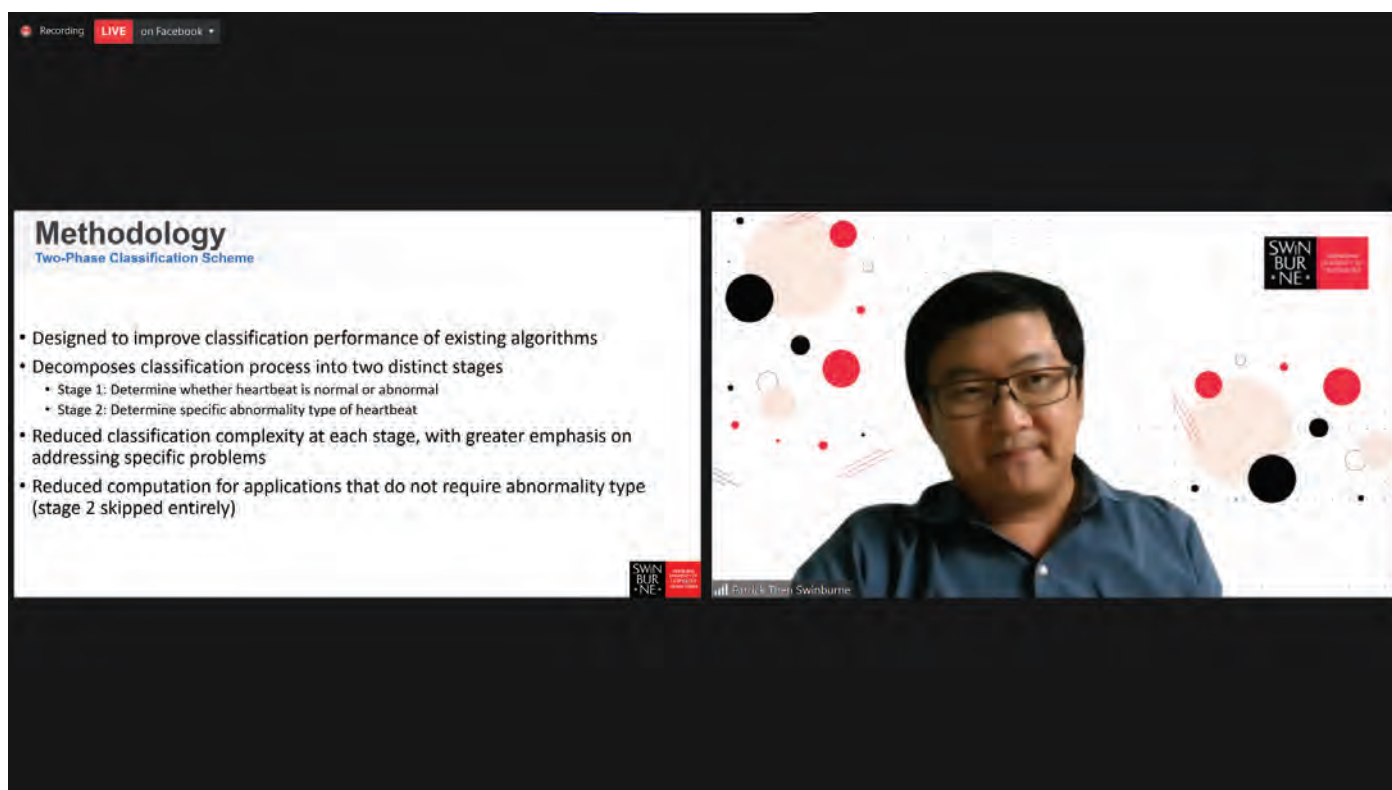 Recording LIVE on Facebook
Methodology
Two-Phase Classification Scheme
• Designed to improve classification performance of existing algorithms
• Decomposes classification process into two distinct stages
• Stage 1: Determine whether heartbeat is normal or abnormal
• Stage 2: Determine specific abnormality type of heartbeat
• Reduced classification complexity at each stage, with greater emphasis on
addressing specific problems
• Reduced computation for applications that do not require abnormality type
(stage 2 skipped entirely)
SWIN
BUR
• NE •
SWIN
BUR
• NE •
Patrick Then Swinburne